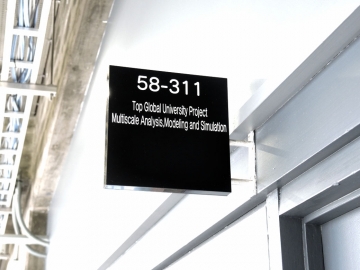 58-311
Top Global University Project
Multiscale Analysis,Modeling and Simulation